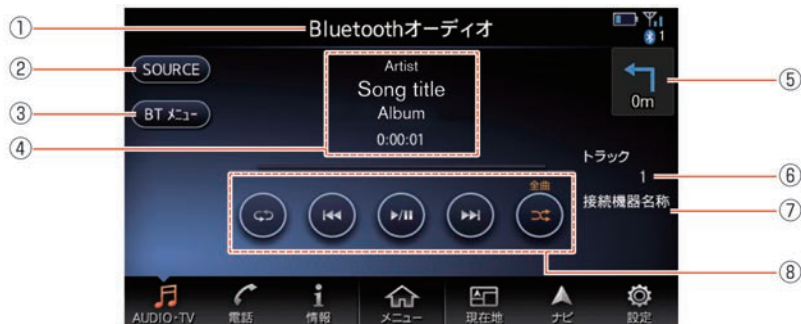 ① Bluetoothオーディオ
1
② SOURCE
Artist
Song title
⑤
0m
③ BTメニュー
Album
④ 0:00:01
トラック
1 ⑥
全曲
接続機器名称 ⑦
⑧
AUDIO・TV 電話 情報 メニュー 現在地 ナビ 設定